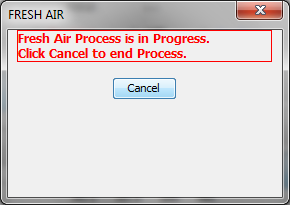 FRESH AIR
Fresh Air Process is in Progress.
Click Cancel to end Process.
Cancel